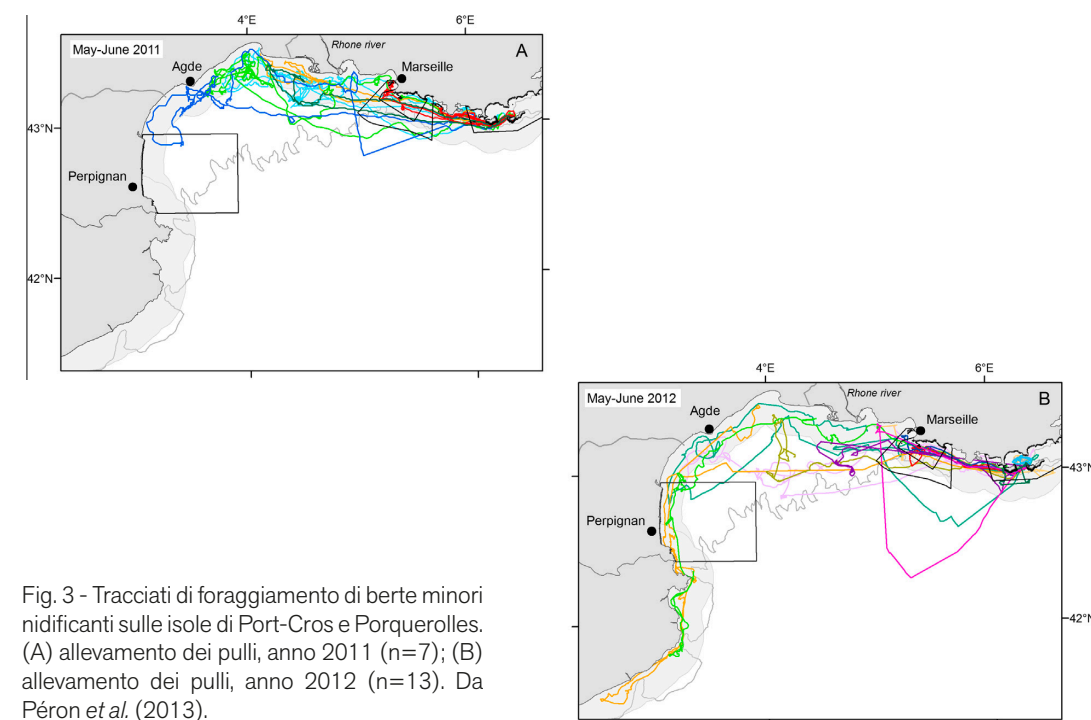 4°E 6°E
May-June 2011 Rhone river A
Agde Marseille
43°N
Perpignan
42°N
4°E 6°E
May-June 2012 Rhone river B
Agde Marseille
43°N
Perpignan
42°N
Fig. 3 - Tracciati di foraggiamento di berte minori
nidificanti sulle isole di Port-Cros e Porquerolles.
(A) allevamento dei pulli, anno 2011 (n=7); (B)
allevamento dei pulli, anno 2012 (n=13). Da
Péron et al. (2013).